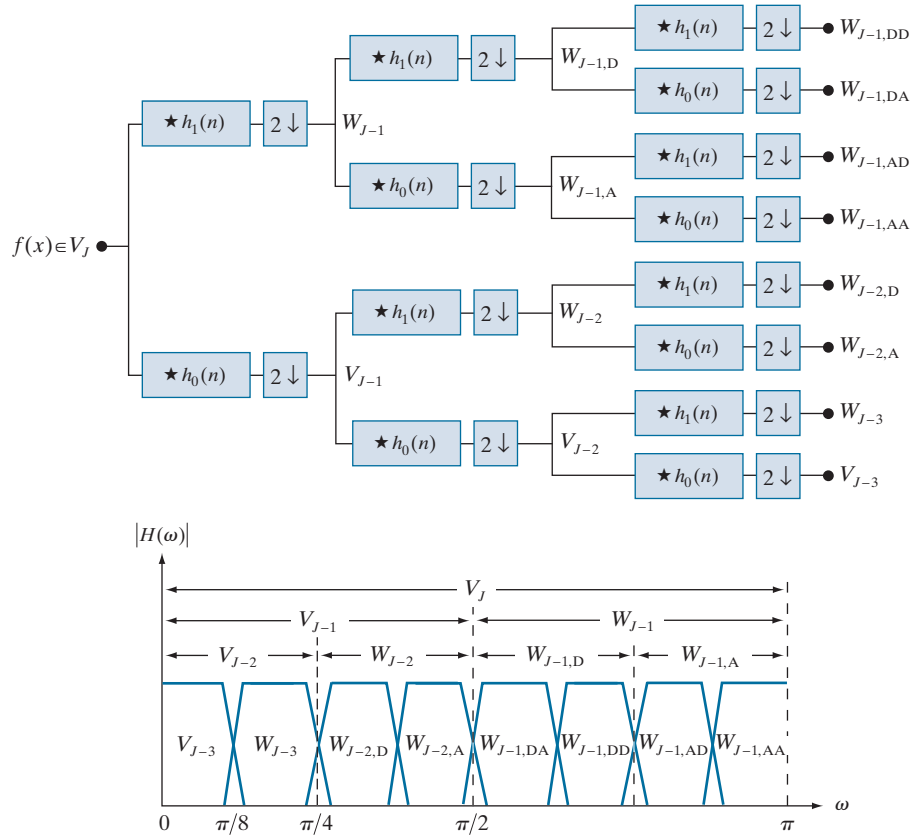 ★ h₁(n) 2↓ W_{J−1,DD}
★ h₁(n) 2↓ W_{J−1,D}
★ h₀(n) 2↓ W_{J−1,DA}
★ h₁(n) 2↓ W_{J−1}
★ h₁(n) 2↓ W_{J−1,AD}
★ h₀(n) 2↓ W_{J−1,A}
★ h₀(n) 2↓ W_{J−1,AA}
f(x)∈V_J
★ h₁(n) 2↓ W_{J−2,D}
★ h₁(n) 2↓ W_{J−2}
★ h₀(n) 2↓ W_{J−2,A}
★ h₀(n) 2↓ V_{J−1}
★ h₁(n) 2↓ W_{J−3}
★ h₀(n) 2↓ V_{J−2}
★ h₀(n) 2↓ V_{J−3}
|H(ω)|
V_J
V_{J−1} W_{J−1}
V_{J−2} W_{J−2} W_{J−1,D} W_{J−1,A}
V_{J−3} W_{J−3} W_{J−2,D} W_{J−2,A} W_{J−1,DA} W_{J−1,DD} W_{J−1,AD} W_{J−1,AA}
ω
0 π/8 π/4 π/2 π